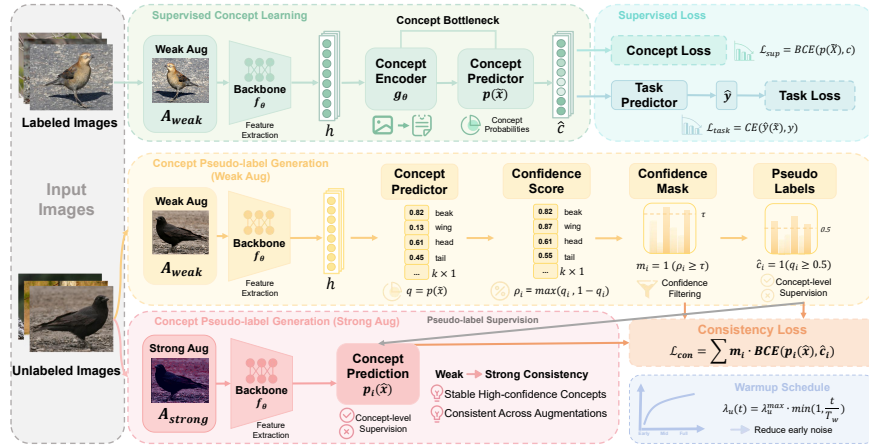 Labeled Images
Input
Images
Unlabeled Images
Supervised Concept Learning
Weak Aug
A_weak
Backbone
f_θ
Feature
Extraction
h
Concept Bottleneck
Concept
Encoder
g_θ
Concept
Predictor
p(x̃)
Concept
Probabilities
ĉ
Supervised Loss
Concept Loss
ℒ_sup = BCE(p(x̃), c)
Task
Predictor
ŷ
Task Loss
ℒ_task = CE(ŷ(x̃), y)
Concept Pseudo-label Generation
(Weak Aug)
Weak Aug
A_weak
Backbone
f_θ
Feature
Extraction
h
Concept
Predictor
0.82 beak
0.13 wing
0.61 head
0.45 tail
... k × 1
q = p(x̃)
Confidence
Score
0.82 beak
0.87 wing
0.61 head
0.55 tail
... k × 1
ρ_i = max(q_i , 1 - q_i)
Confidence
Mask
τ
m_i = 1 (ρ_i ≥ τ)
Confidence
Filtering
Pseudo
Labels
0.5
ĉ_i = 1(q_i ≥ 0.5)
Concept-level
Supervision
Concept Pseudo-label Generation (Strong Aug)
Pseudo-label Supervision
Strong Aug
A_strong
Backbone
f_θ
Feature
Extraction
Concept
Prediction
p_i(x̂)
Concept-level
Supervision
Weak → Strong Consistency
Stable High-confidence Concepts
Consistent Across Augmentations
Consistency Loss
ℒ_con = ∑ m_i · BCE(p_i(x̂), ĉ_i)
Warmup Schedule
λ_u(t) = λ_u^max · min(1, t/T_w)
Reduce early noise